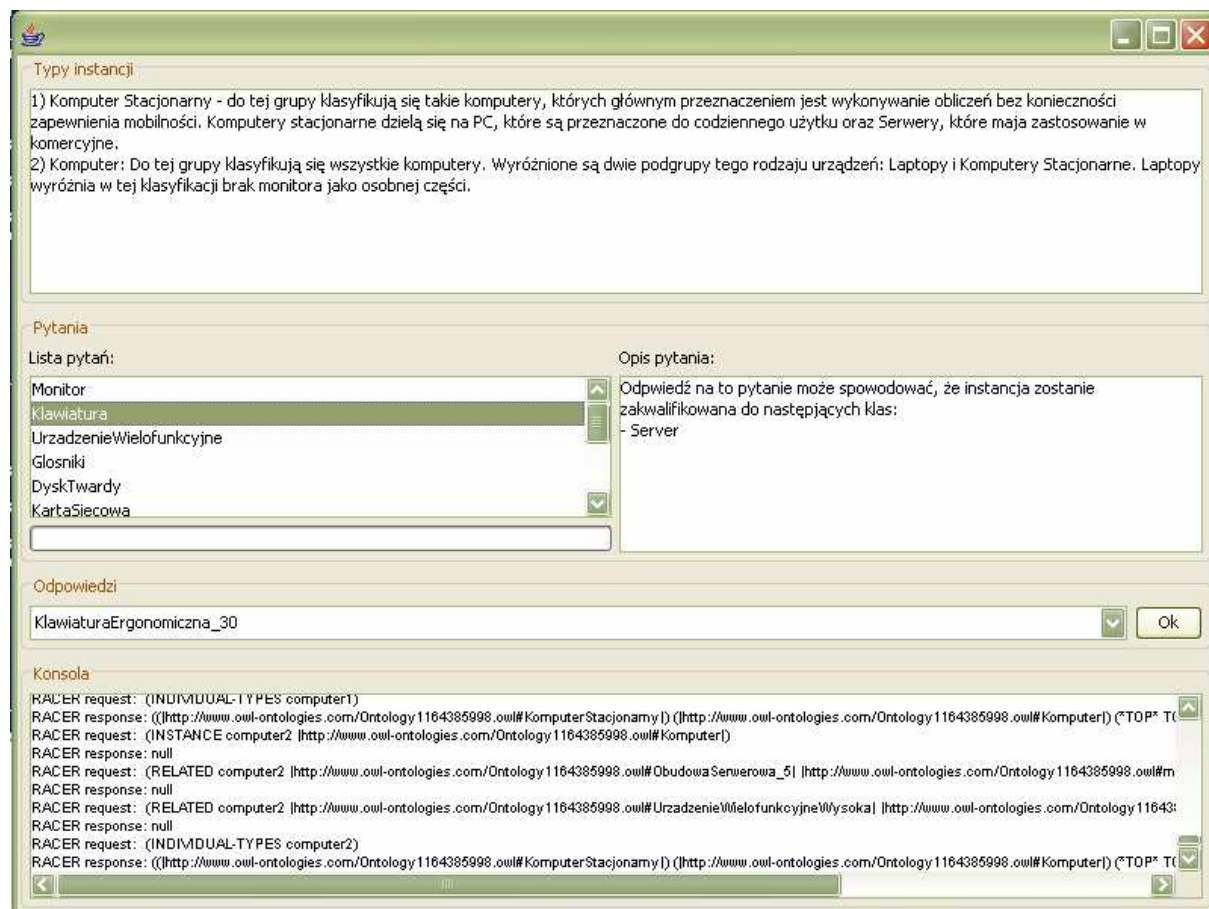 Typy instancji
1) Komputer Stacjonarny - do tej grupy klasyfikują się takie komputery, których głównym przeznaczeniem jest wykonywanie obliczeń bez konieczności
zapewnienia mobilności. Komputery stacjonarne dzielą się na PC, które są przeznaczone do codziennego użytku oraz Serwery, które maja zastosowanie w
komercyjne.
2) Komputer: Do tej grupy klasyfikują się wszystkie komputery. Wyróżnione są dwie podgrupy tego rodzaju urządzeń: Laptopy i Komputery Stacjonarne. Laptopy
wyróżnia w tej klasyfikacji brak monitora jako osobnej części.
Pytania
Lista pytań:
Monitor
Klawiatura
UrzadzenieWielofunkcyjne
Glosniki
DyskTwardy
KartaSiecowa
Opis pytania:
Odpwiedź na to pytanie może spowodować, że instancja zostanie
zakwalifikowana do następjących klas:
- Server
Odpowiedzi
KlawiaturaErgonomiczna_30
Ok
Konsola
RACER request: (INDIVIDUAL-TYPES computer1)
RACER response: ((|http://www.owl-ontologies.com/Ontology1164385998.owl#KomputerStacjonarny|) (|http://www.owl-ontologies.com/Ontology1164385998.owl#Komputer|) (*TOP* T(
RACER request: (INSTANCE computer2 |http://www.owl-ontologies.com/Ontology1164385998.owl#Komputer|)
RACER response: null
RACER request: (RELATED computer2 |http://www.owl-ontologies.com/Ontology1164385998.owl#ObudowaSerwerowa_5| |http://www.owl-ontologies.com/Ontology1164385998.owl#m
RACER response: null
RACER request: (RELATED computer2 |http://www.owl-ontologies.com/Ontology1164385998.owl#UrzadzenieWielofunkcyjneWysoka| |http://www.owl-ontologies.com/Ontology11643
RACER response: null
RACER request: (INDIVIDUAL-TYPES computer2)
RACER response: ((|http://www.owl-ontologies.com/Ontology1164385998.owl#KomputerStacjonarny|) (|http://www.owl-ontologies.com/Ontology1164385998.owl#Komputer|) (*TOP* T(